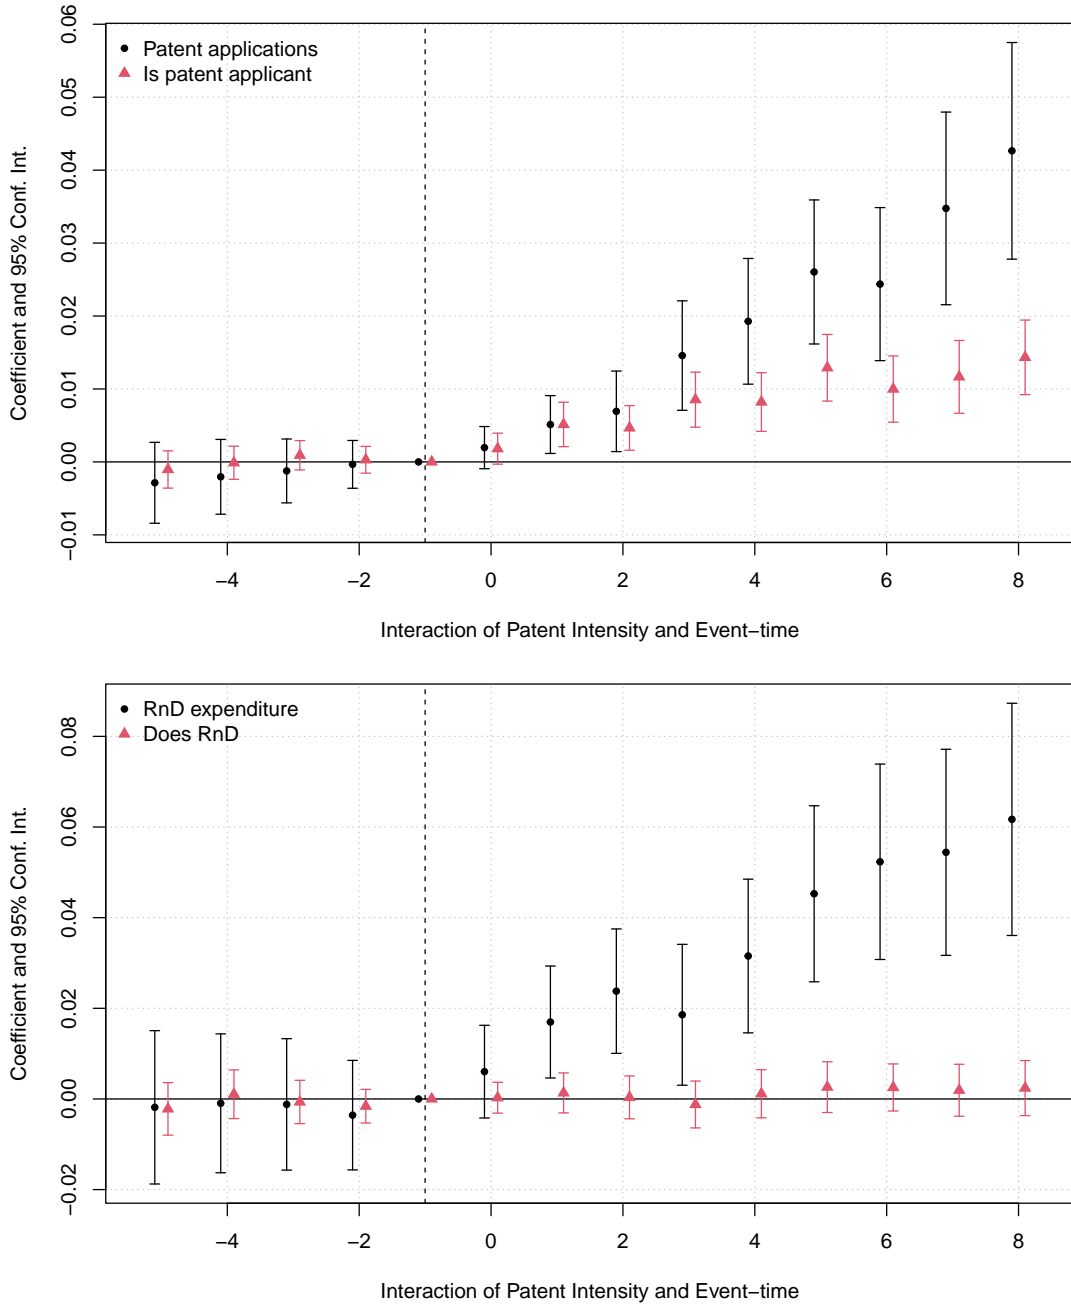 Patent applications
Is patent applicant
Coefficient and 95% Conf. Int.
0.06
0.05
0.04
0.03
0.02
0.01
0.00
−0.01
−4 −2 0 2 4 6 8
Interaction of Patent Intensity and Event−time
RnD expenditure
Does RnD
Coefficient and 95% Conf. Int.
0.08
0.06
0.04
0.02
0.00
−0.02
−4 −2 0 2 4 6 8
Interaction of Patent Intensity and Event−time